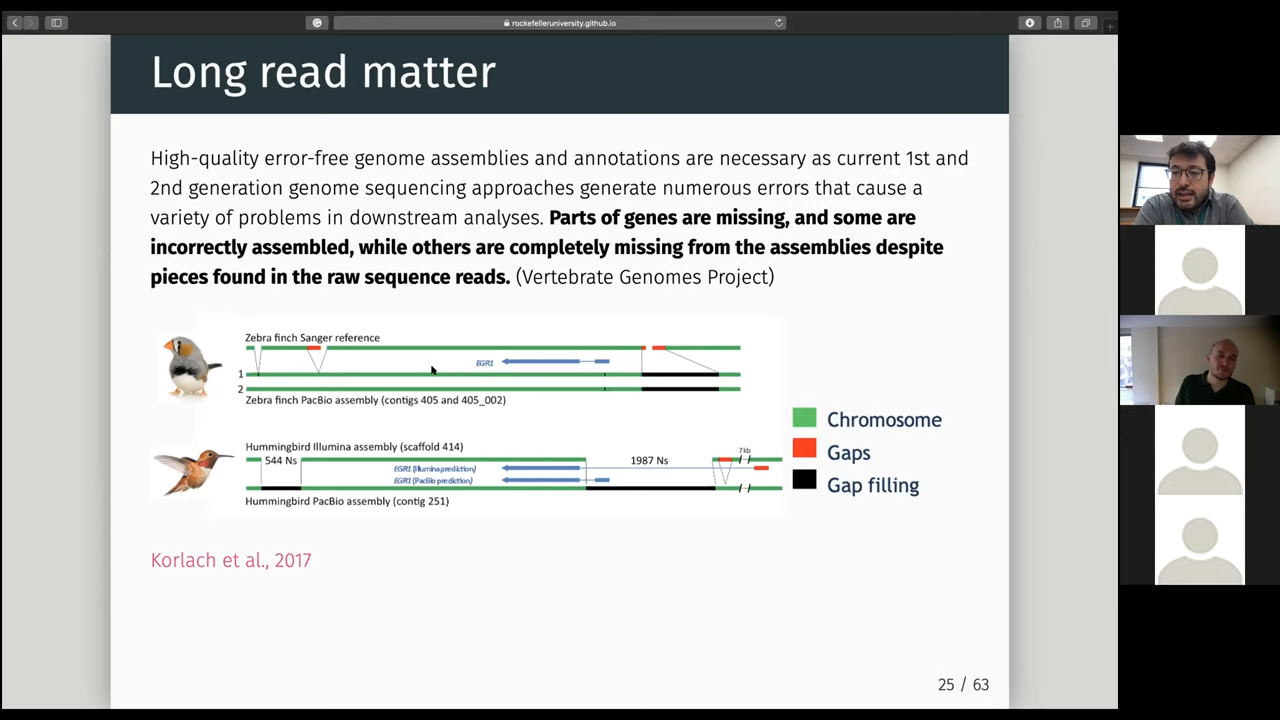 rockefelleruniversity.github.io
Long read matter
High-quality error-free genome assemblies and annotations are necessary as current 1st and
2nd generation genome sequencing approaches generate numerous errors that cause a
variety of problems in downstream analyses. Parts of genes are missing, and some are
incorrectly assembled, while others are completely missing from the assemblies despite
pieces found in the raw sequence reads. (Vertebrate Genomes Project)
Zebra finch Sanger reference
EGR1
1
2
Zebra finch PacBio assembly (contigs 405 and 405_002)
Hummingbird Illumina assembly (scaffold 414)
544 Ns
1987 Ns
7kb
EGR1 (Illumina prediction)
EGR1 (PacBio prediction)
Hummingbird PacBio assembly (contig 251)
Chromosome
Gaps
Gap filling
Korlach et al., 2017
25 / 63